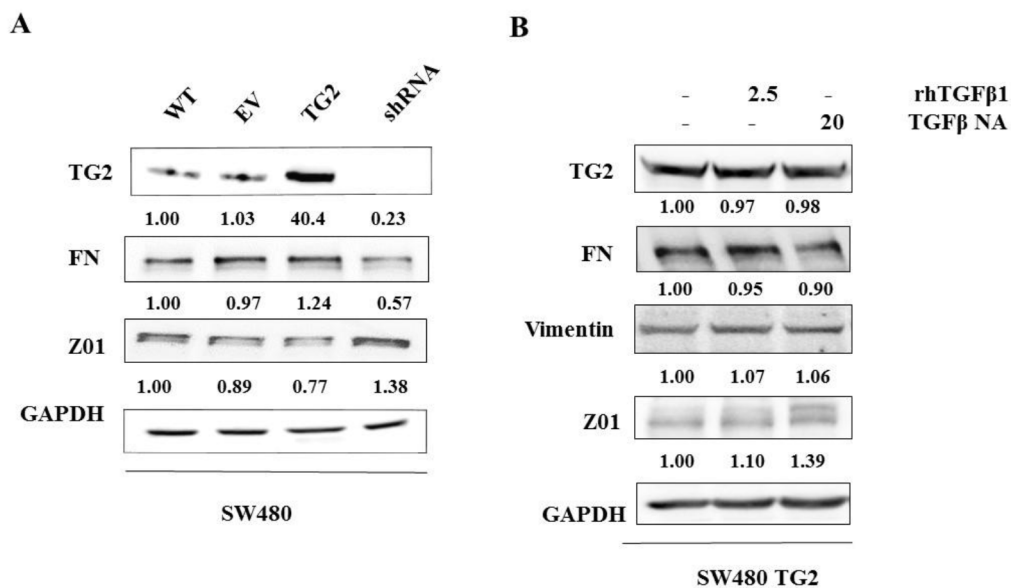 A
WT EV TG2 shRNA
TG2
1.00 1.03 40.4 0.23
FN
1.00 0.97 1.24 0.57
Z01
1.00 0.89 0.77 1.38
GAPDH
SW480
B
- 2.5 - rhTGFβ1
- - 20 TGFβ NA
TG2
1.00 0.97 0.98
FN
1.00 0.95 0.90
Vimentin
1.00 1.07 1.06
Z01
1.00 1.10 1.39
GAPDH
SW480 TG2